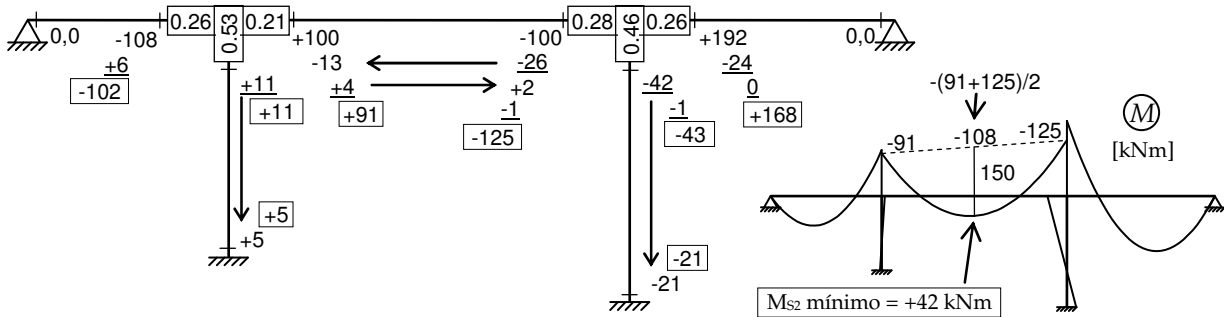 0.26 0.53 0.21 0.28 0.46 0.26
0,0 -108 +100 -100 +192 0,0
+6 -13 -26 -24
-102 +11 +4 +2 -42 0
+11 +91 -1 -1 +168
-125 -43
+5
+5
-21
-21
-(91+125)/2
-91 -108 -125
150
M
[kNm]
M_S2 mínimo = +42 kNm